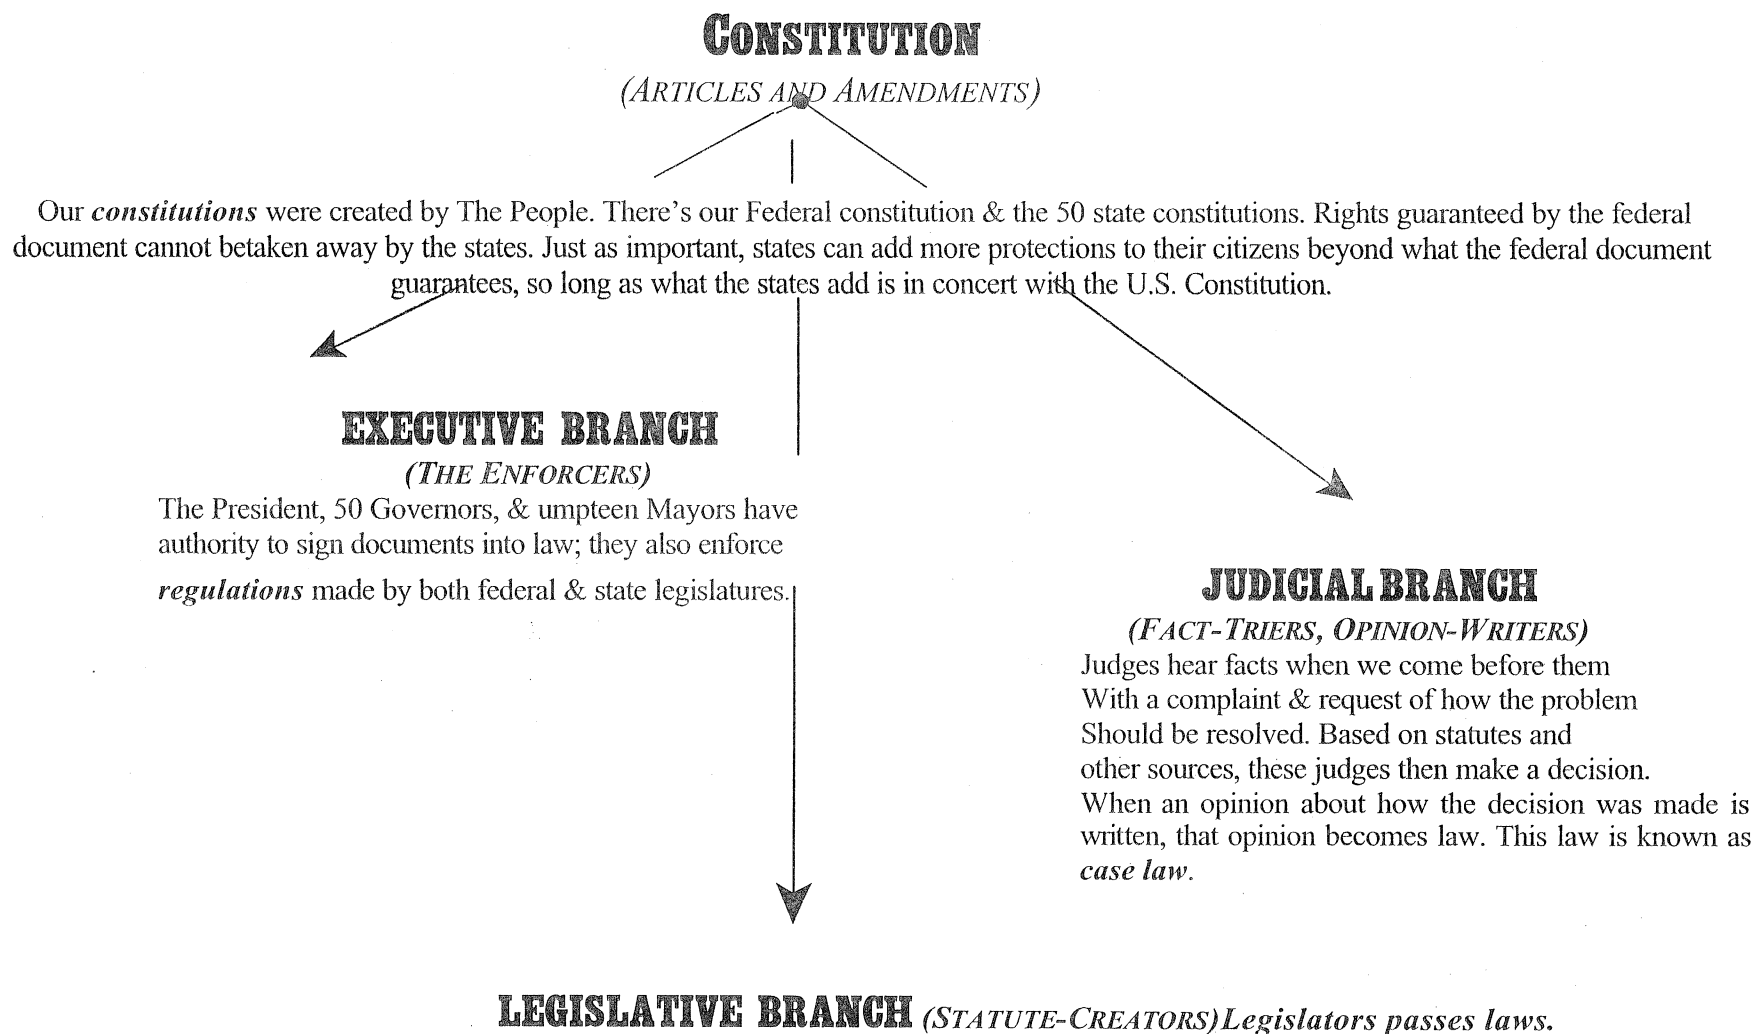 CONSTITUTION
(ARTICLES AND AMENDMENTS)
Our constitutions were created by The People. There's our Federal constitution & the 50 state constitutions. Rights guaranteed by the federal
document cannot betaken away by the states. Just as important, states can add more protections to their citizens beyond what the federal document
guarantees, so long as what the states add is in concert with the U.S. Constitution.
EXECUTIVE BRANCH
(THE ENFORCERS)
The President, 50 Governors, & umpteen Mayors have
authority to sign documents into law; they also enforce
regulations made by both federal & state legislatures.
JUDICIAL BRANCH
(FACT-TRIERS, OPINION-WRITERS)
Judges hear facts when we come before them
With a complaint & request of how the problem
Should be resolved. Based on statutes and
other sources, these judges then make a decision.
When an opinion about how the decision was made is
written, that opinion becomes law. This law is known as
case law.
LEGISLATIVE BRANCH (STATUTE-CREATORS)Legislators passes laws.